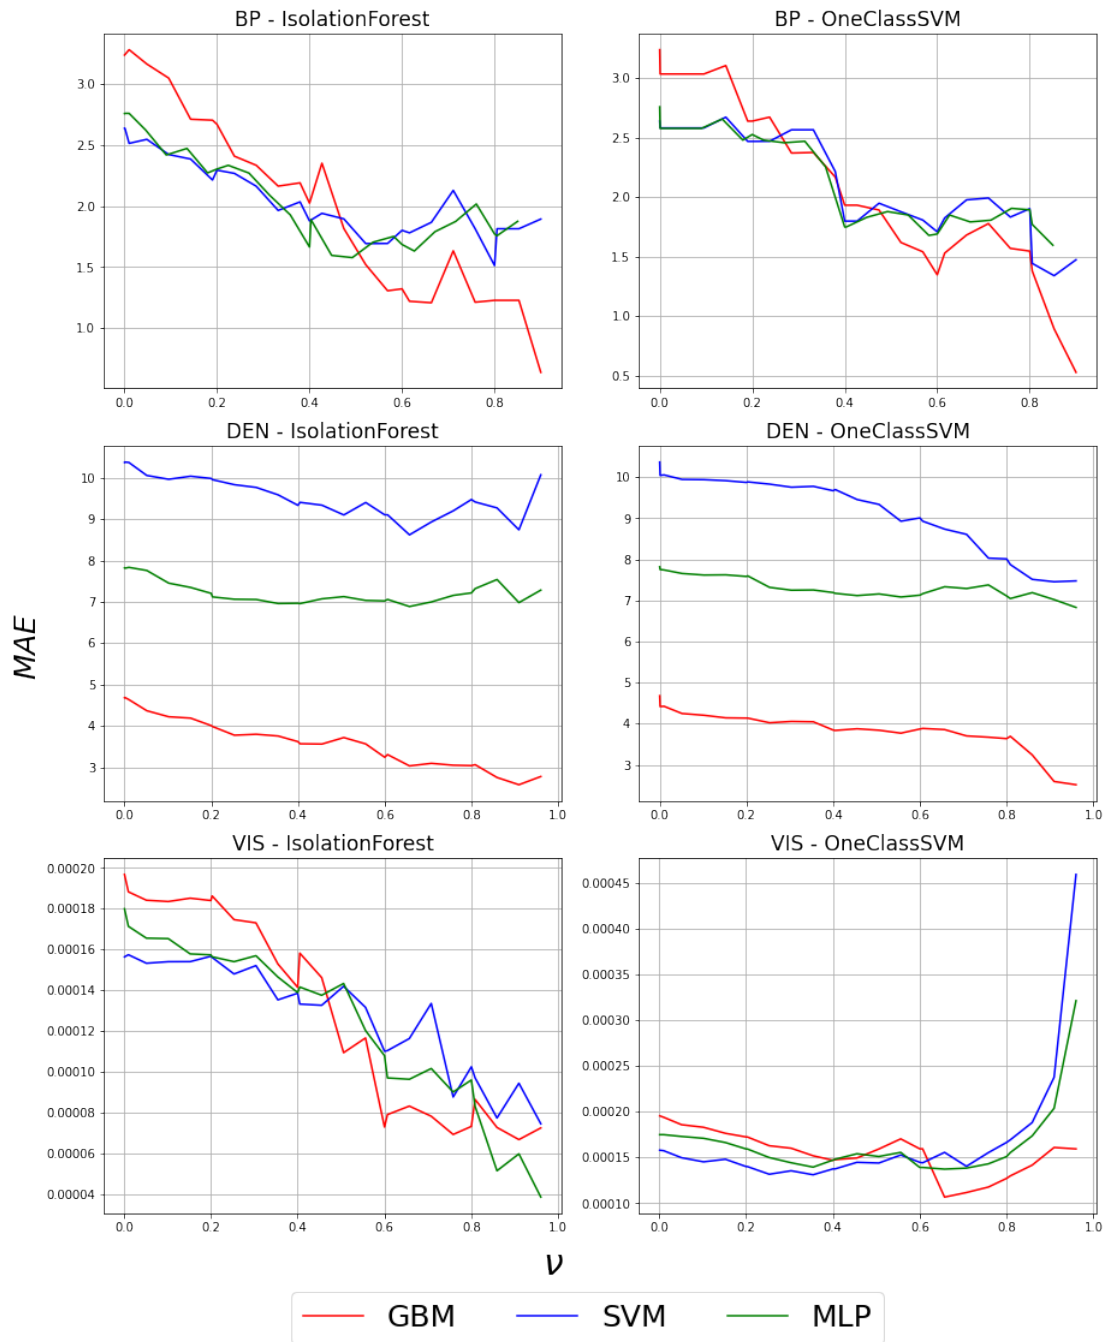 BP - IsolationForest
3.0
2.5
2.0
1.5
1.0
0.0 0.2 0.4 0.6 0.8
BP - OneClassSVM
3.0
2.5
2.0
1.5
1.0
0.5
0.0 0.2 0.4 0.6 0.8
DEN - IsolationForest
10
9
8
7
6
5
4
3
0.0 0.2 0.4 0.6 0.8 1.0
DEN - OneClassSVM
10
9
8
7
6
5
4
3
0.0 0.2 0.4 0.6 0.8 1.0
MAE
VIS - IsolationForest
0.00020
0.00018
0.00016
0.00014
0.00012
0.00010
0.00008
0.00006
0.00004
0.0 0.2 0.4 0.6 0.8 1.0
VIS - OneClassSVM
0.00045
0.00040
0.00035
0.00030
0.00025
0.00020
0.00015
0.00010
0.0 0.2 0.4 0.6 0.8 1.0
ν
GBM SVM MLP